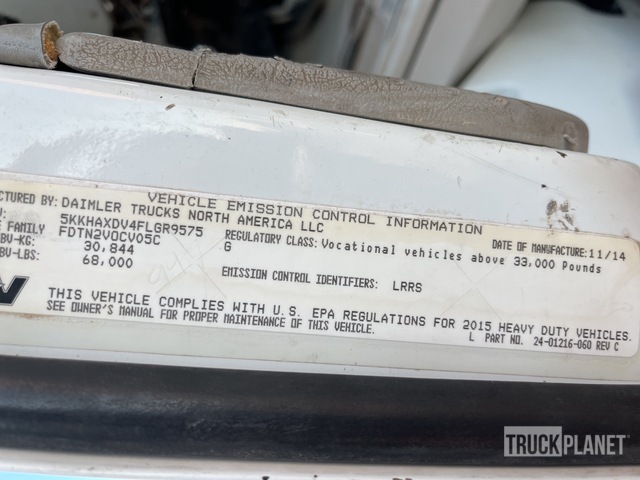 VEHICLE EMISSION CONTROL INFORMATION
BY: DAIMLER TRUCKS NORTH AMERICA LLC
DATE OF MANUFACTURE: 11/14
5KKHAXDV4FLGR9575
FAMILY FDTN2VOCV05C
REGULATORY CLASS: Vocational vehicles above 33,000 Pounds
G
KG: 30,844
LBS: 68,000
EMISSION CONTROL IDENTIFIERS: LRRS
THIS VEHICLE COMPLIES WITH U.S. EPA REGULATIONS FOR 2015 HEAVY DUTY VEHICLES.
SEE OWNER'S MANUAL FOR PROPER MAINTENANCE OF THIS VEHICLE.
L PART NO. 24-01216-060 REV C
TRUCKPLANET